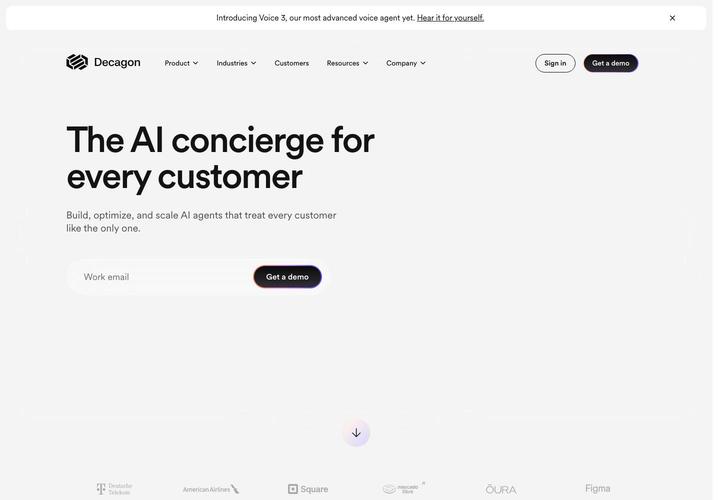 Introducing Voice 3, our most advanced voice agent yet. Hear it for yourself.
Decagon
Product
Industries
Customers
Resources
Company
Sign in
Get a demo
The AI concierge for
every customer
Build, optimize, and scale AI agents that treat every customer
like the only one.
Work email
Get a demo
Deutsche
Telekom
American Airlines
Square
mercado
libre
ŌURA
Figma